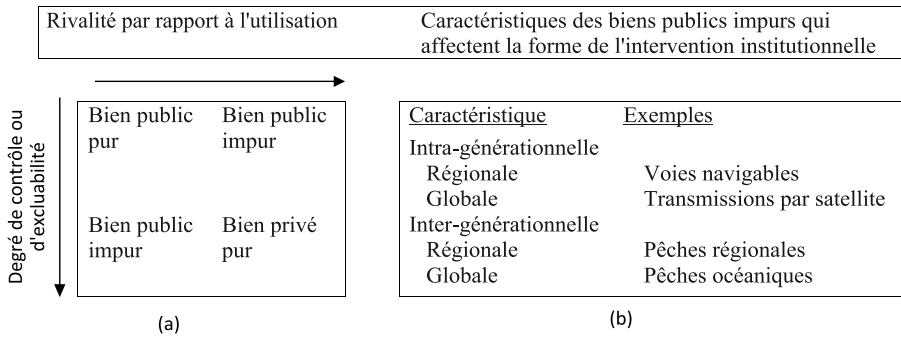 Rivalité par rapport à l'utilisation
Caractéristiques des biens publics impurs qui
affectent la forme de l'intervention institutionnelle
Degré de contrôle ou
d'excluabilité
Bien public
pur
Bien public
impur
Bien public
impur
Bien privé
pur
(a)
Caractéristique Exemples
Intra-générationnelle
Régionale Voies navigables
Globale Transmissions par satellite
Inter-générationnelle
Régionale Pêches régionales
Globale Pêches océaniques
(b)